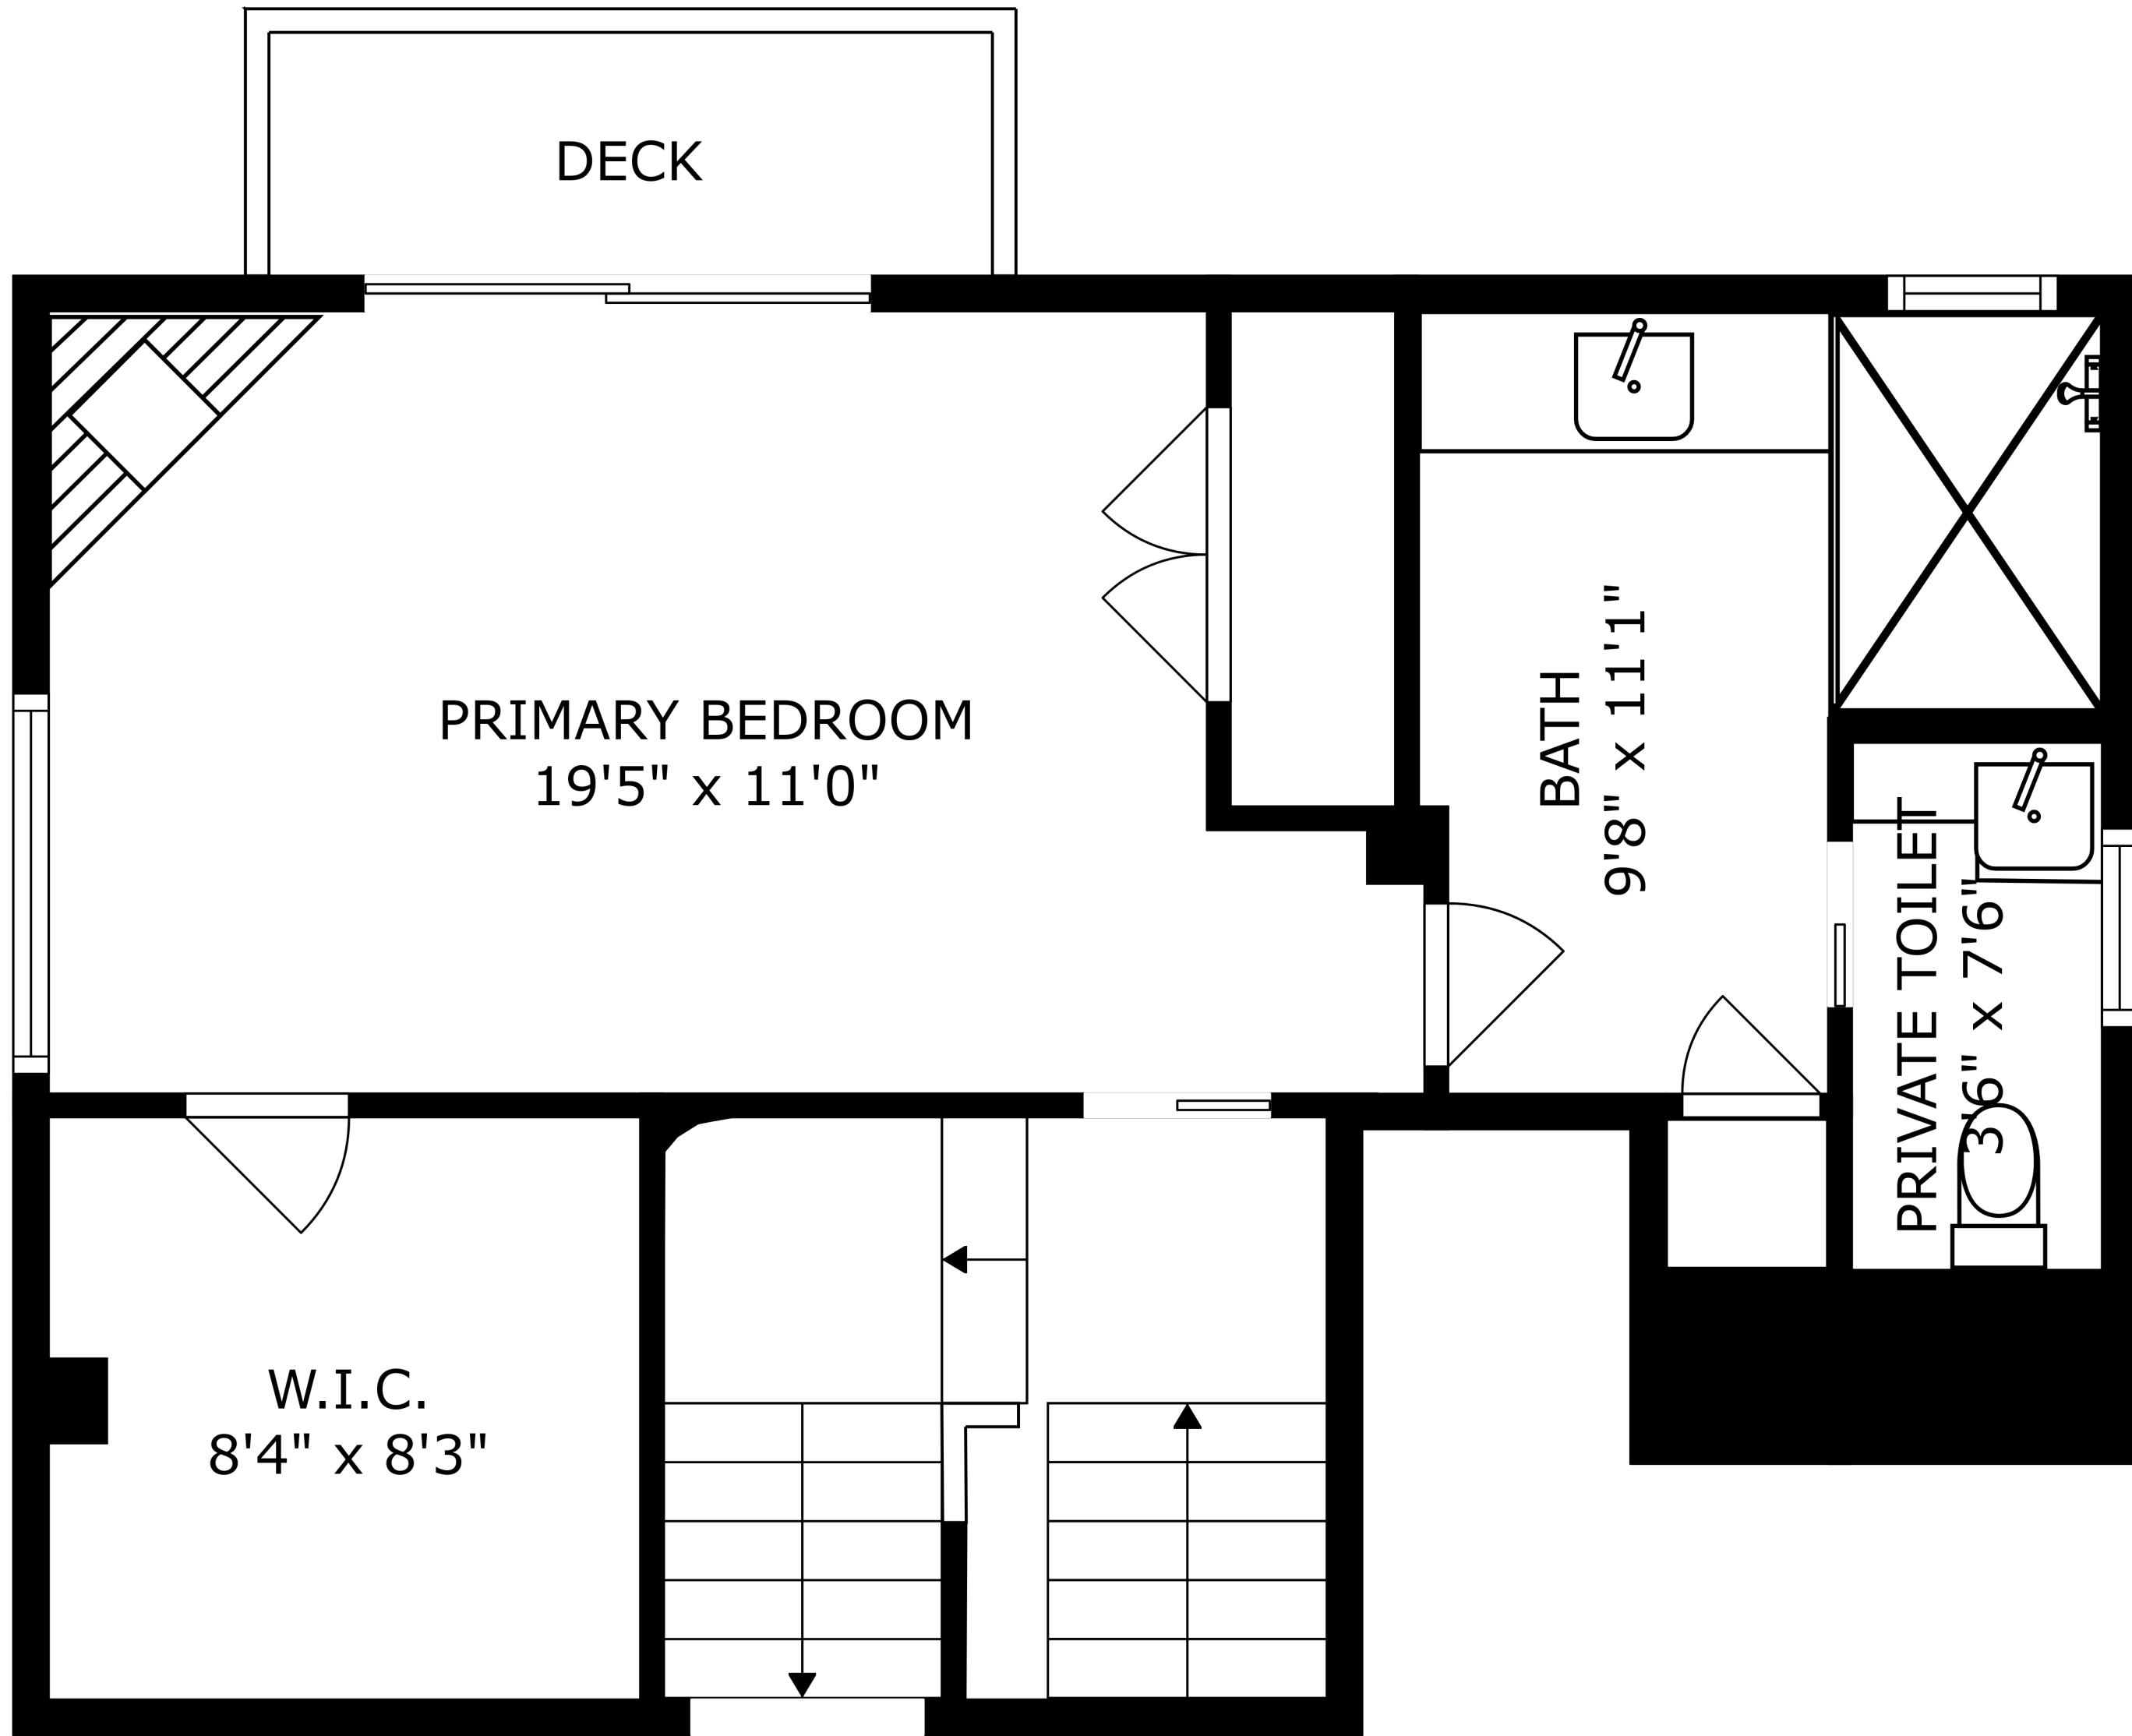 DECK
PRIMARY BEDROOM
19'5" x 11'0"
BATH
9'8" x 11'1"
PRIVATE TOILET
3'6" x 7'6"
W.I.C.
8'4" x 8'3"